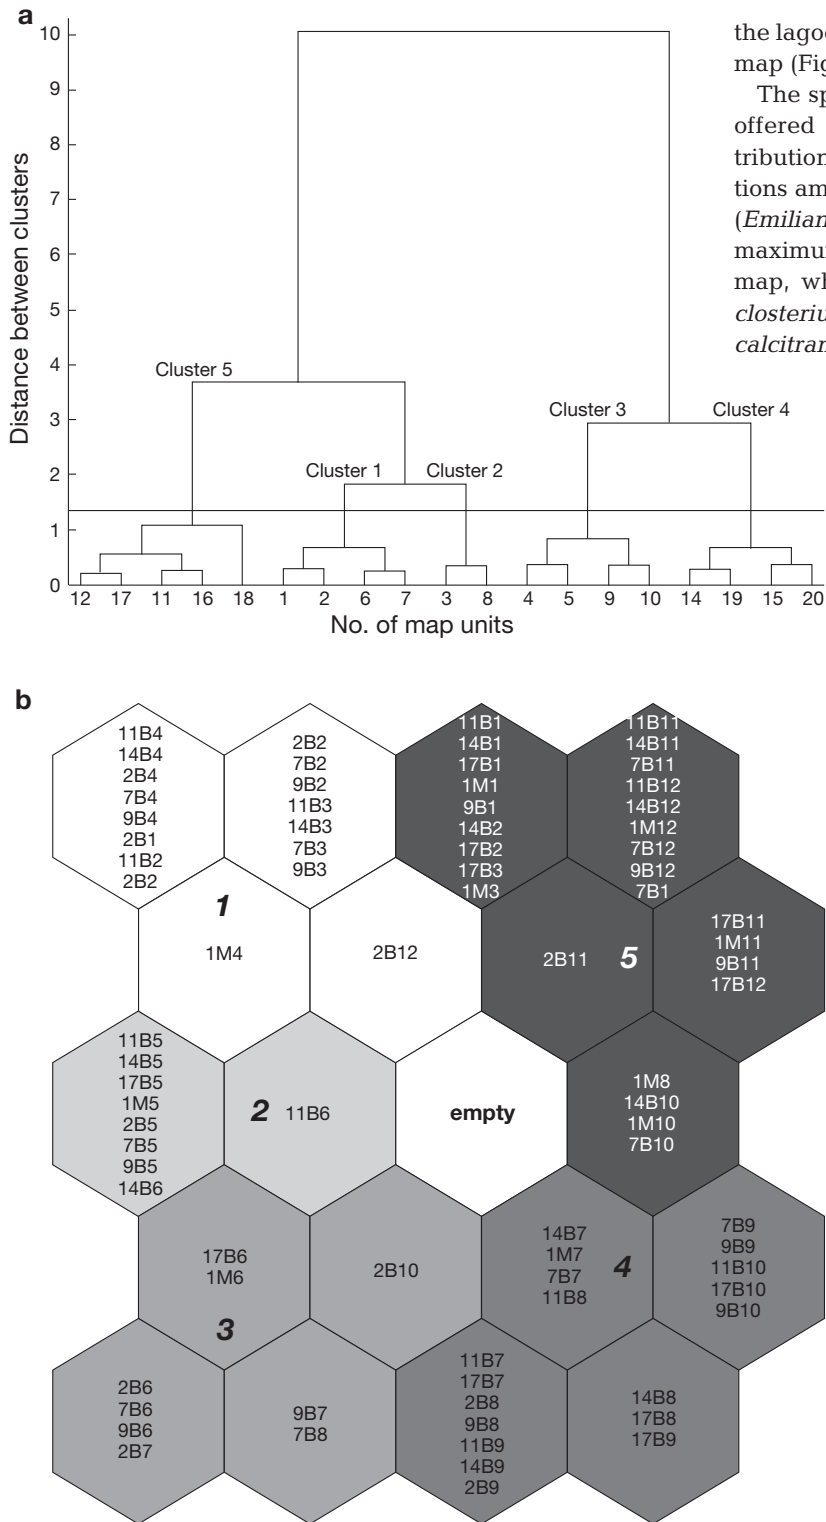 a
10
9
8
7
6
5
4
3
2
1
0
Distance between clusters
Cluster 5
Cluster 3
Cluster 4
Cluster 1
Cluster 2
12 17 11 16 18 1 2 6 7 3 8 4 5 9 10 14 19 15 20
No. of map units
the lagoo
map (Fig
The sp
offered
tribution
tions am
(Emilian
maximum
map, wh
closteriu
calcitran
b
11B4
14B4
2B4
7B4
9B4
2B1
11B2
2B2
2B2
7B2
9B2
11B3
14B3
7B3
9B3
11B1
14B1
17B1
1M1
9B1
14B2
17B2
17B3
1M3
11B11
14B11
7B11
11B12
14B12
1M12
7B12
9B12
7B1
1
1M4
2B12
2B11
5
17B11
1M11
9B11
17B12
11B5
14B5
17B5
1M5
2B5
7B5
9B5
14B6
2
11B6
empty
1M8
14B10
1M10
7B10
17B6
1M6
3
2B10
14B7
1M7
7B7
11B8
4
7B9
9B9
11B10
17B10
9B10
2B6
7B6
9B6
2B7
9B7
7B8
11B7
17B7
2B8
9B8
11B9
14B9
2B9
14B8
17B8
17B9